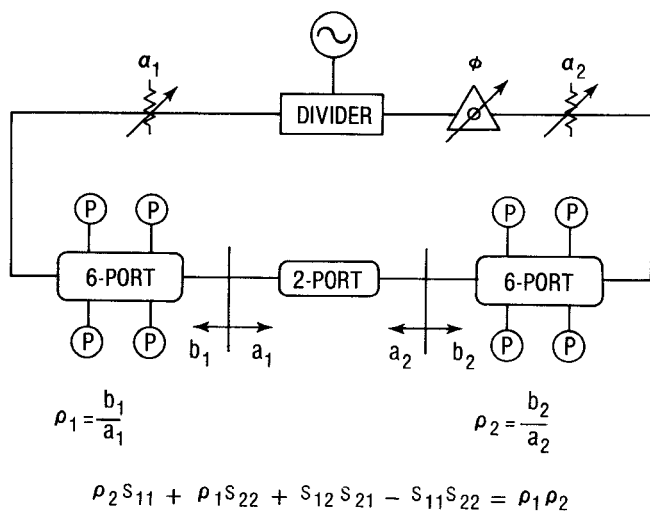 α₁
ϕ
α₂
DIVIDER
P P
P P
6-PORT
2-PORT
6-PORT
P P
P P
b₁ a₁
a₂ b₂
ρ₁ = b₁/a₁
ρ₂ = b₂/a₂
ρ₂S₁₁ + ρ₁S₂₂ + S₁₂S₂₁ – S₁₁S₂₂ = ρ₁ρ₂